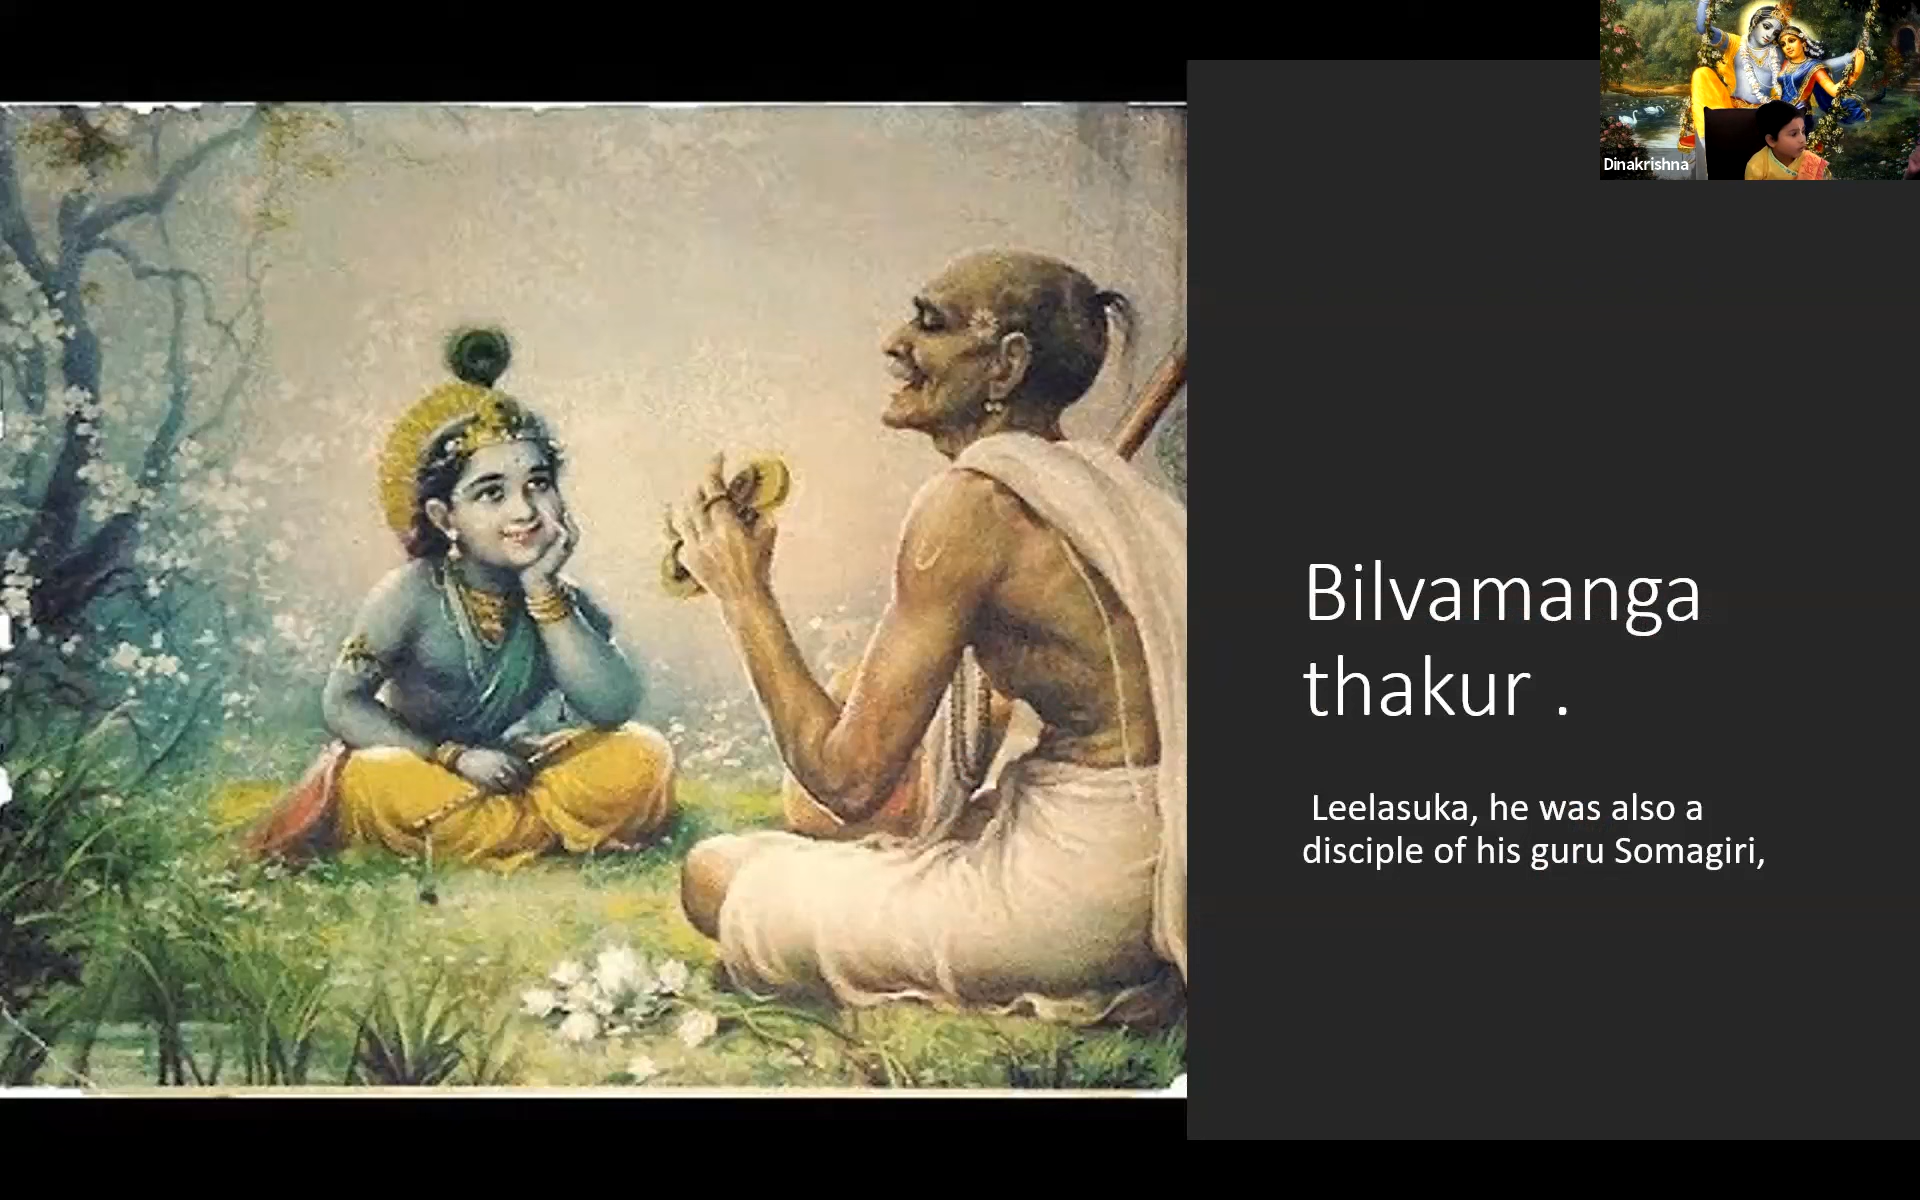 Dinakrishna
Bilvamanga
thakur .
Leelasuka, he was also a
disciple of his guru Somagiri,